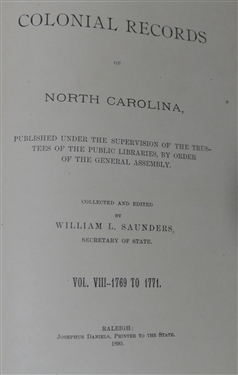 COLONIAL RECORDS
OF
NORTH CAROLINA,
PUBLISHED UNDER THE SUPERVISION OF THE TRUS-
TEES OF THE PUBLIC LIBRARIES, BY ORDER
OF THE GENERAL ASSEMBLY.
COLLECTED AND EDITED
BY
WILLIAM L. SAUNDERS,
SECRETARY OF STATE.
VOL. VIII—1769 TO 1771.
RALEIGH:
JOSEPHUS DANIELS, PRINTER TO THE STATE.
1890.